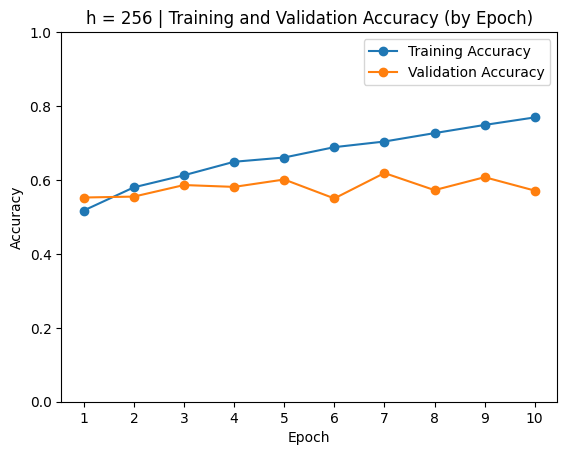 h = 256 | Training and Validation Accuracy (by Epoch)
Training Accuracy
Validation Accuracy
Accuracy
1.0
0.8
0.6
0.4
0.2
0.0
1 2 3 4 5 6 7 8 9 10
Epoch